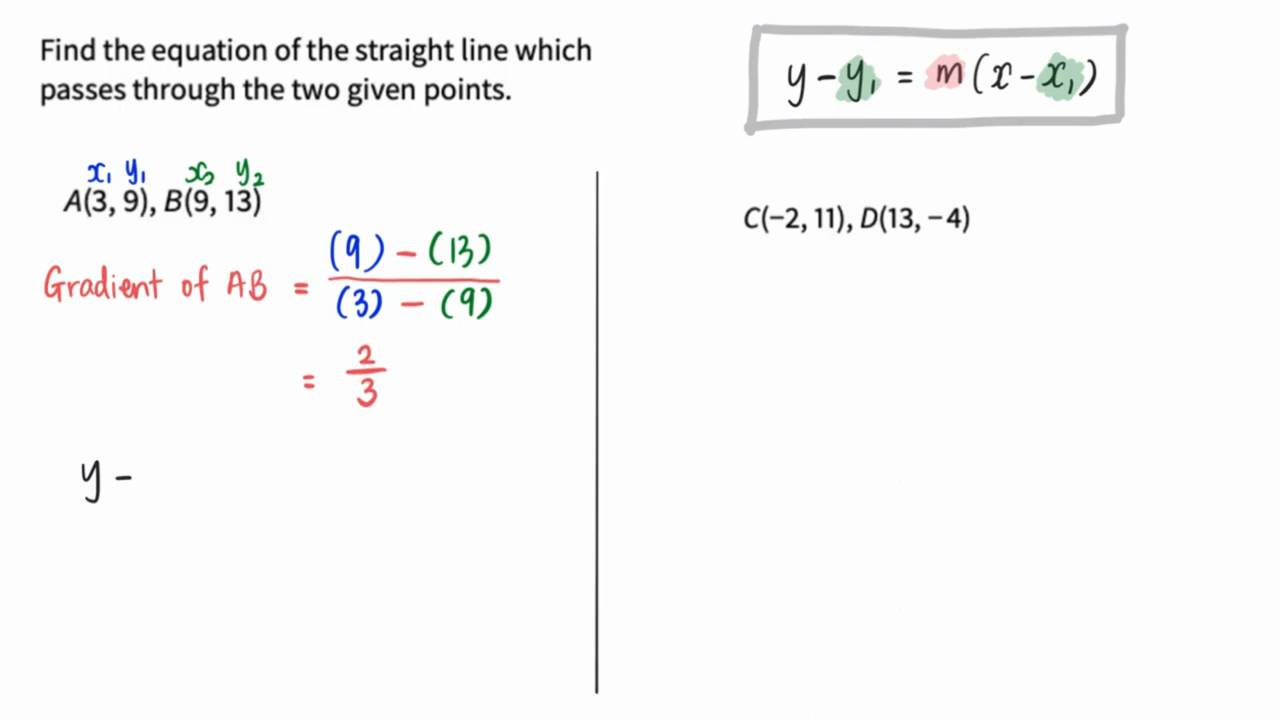 Find the equation of the straight line which
passes through the two given points.
x₁ y₁ x₂ y₂
A(3, 9), B(9, 13)
Gradient of AB = (9) − (13) / (3) − (9)
= 2/3
y −
y − y₁ = m(x − x₁)
C(−2, 11), D(13, −4)